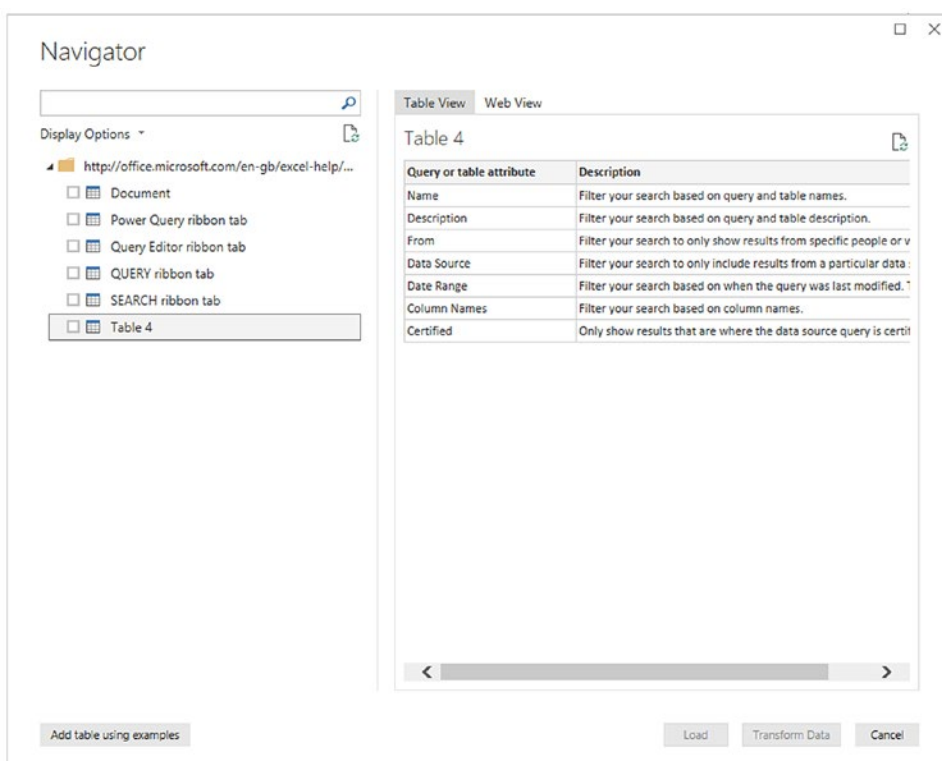 Navigator
Display Options
http://office.microsoft.com/en-gb/excel-help/...
Document
Power Query ribbon tab
Query Editor ribbon tab
QUERY ribbon tab
SEARCH ribbon tab
Table 4
Table View Web View
Table 4
Query or table attribute Description
Name Filter your search based on query and table names.
Description Filter your search based on query and table description.
From Filter your search to only show results from specific people or
Data Source Filter your search to only include results from a particular data
Date Range Filter your search based on when the query was last modified.
Column Names Filter your search based on column names.
Certified Only show results that are where the data source query is
Add table using examples Load Transform Data Cancel